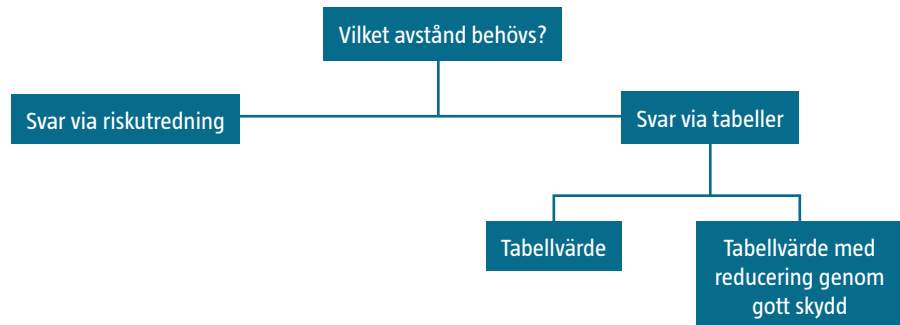 Vilket avstånd behövs?
Svar via riskutredning
Svar via tabeller
Tabellvärde
Tabellvärde med
reducering genom
gott skydd